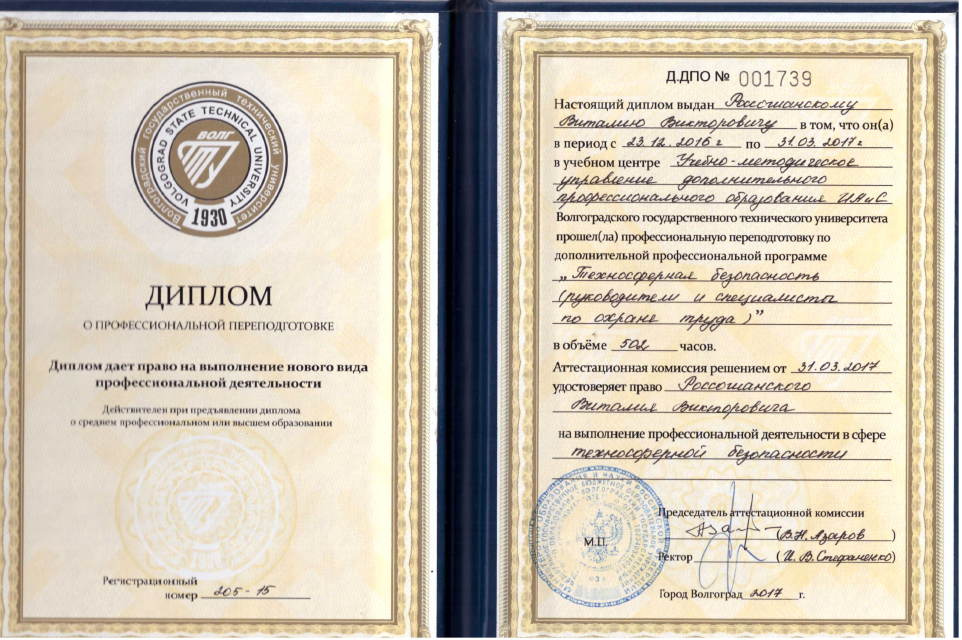 Волгоградский государственный технический университет
VOLGOGRAD STATE TECHNICAL UNIVERSITY
ВОЛГ
ГТУ
1930
ДИПЛОМ
О ПРОФЕССИОНАЛЬНОЙ ПЕРЕПОДГОТОВКЕ
Диплом дает право на выполнение нового вида
профессиональной деятельности
Действителен при предъявлении диплома
о среднем профессиональном или высшем образовании
Регистрационный
номер 205-15
Д.ДПО № 001739
Настоящий диплом выдан Россошанскому
Виталию Викторовичу в том, что он(а)
в период с 23.12.2016 г по 31.03.2017 г
в учебном центре Учебно-методическое
управление дополнительного
профессионального образования ИАиС
Волгоградского государственного технического университета
прошел(ла) профессиональную переподготовку по
дополнительной профессиональной программе
„Техносферная безопасность
(руководители и специалисты
по охране труда)”
в объёме 502 часов.
Аттестационная комиссия решением от 31.03.2017
удостоверяет право Россошанского
Виталия Викторовича
на выполнение профессиональной деятельности в сфере
техносферной безопасности
Председатель аттестационной комиссии
(В.Н. Азаров)
М.П.
Ректор (И.В. Стефаненко)
Город Волгоград 2017 г.